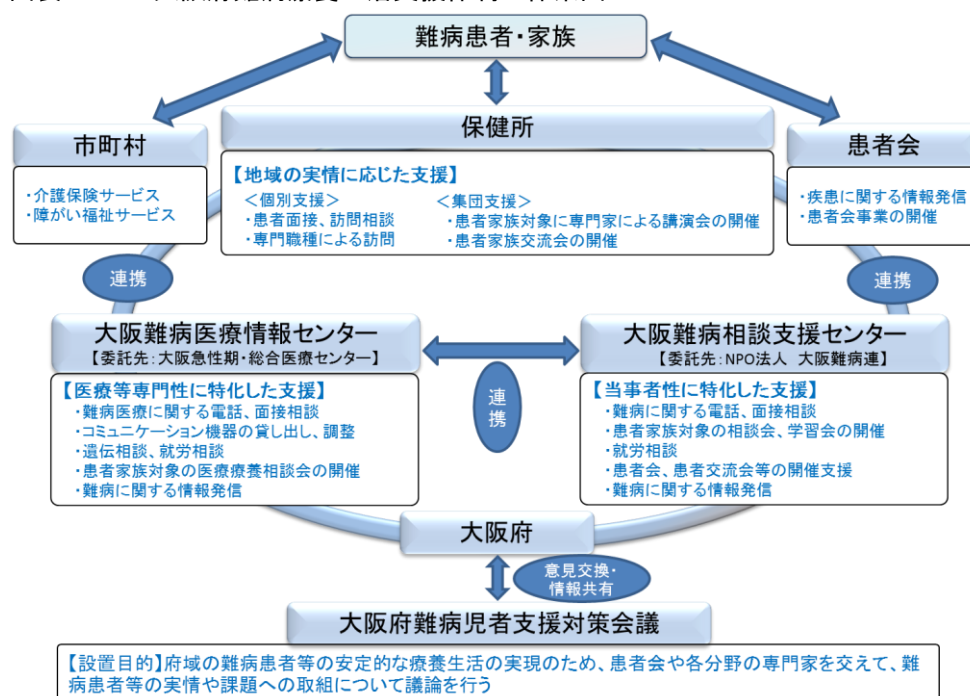 難病患者・家族
市町村
・介護保険サービス
・障がい福祉サービス
保健所
【地域の実情に応じた支援】
<個別支援>
・患者面接、訪問相談
・専門職種による訪問
<集団支援>
・患者家族対象に専門家による講演会の開催
・患者家族交流会の開催
患者会
・疾患に関する情報発信
・患者会事業の開催
連携
連携
大阪難病医療情報センター
【委託先:大阪急性期・総合医療センター】
【医療等専門性に特化した支援】
・難病医療に関する電話、面接相談
・コミュニケーション機器の貸し出し、調整
・遺伝相談、就労相談
・患者家族対象の医療療養相談会の開催
・難病に関する情報発信
連携
大阪難病相談支援センター
【委託先:NPO法人 大阪難病連】
【当事者性に特化した支援】
・難病に関する電話、面接相談
・患者家族対象の相談会、学習会の開催
・就労相談
・患者会、患者交流会等の開催支援
・難病に関する情報発信
大阪府
意見交換・
情報共有
大阪府難病児者支援対策会議
【設置目的】府域の難病患者等の安定的な療養生活の実現のため、患者会や各分野の専門家を交えて、難
病患者等の実情や課題への取組について議論を行う